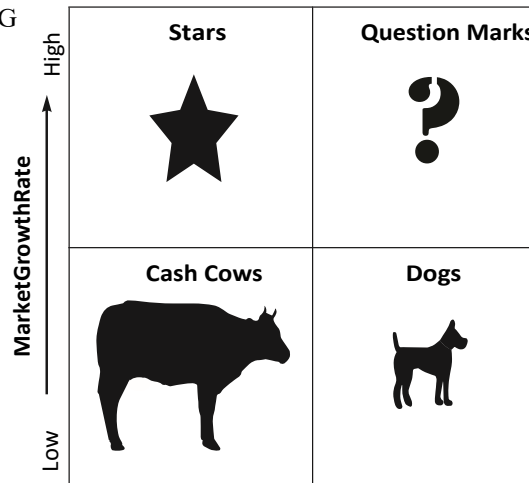 G
High
Stars
Question Marks
MarketGrowthRate
Cash Cows
Dogs
Low